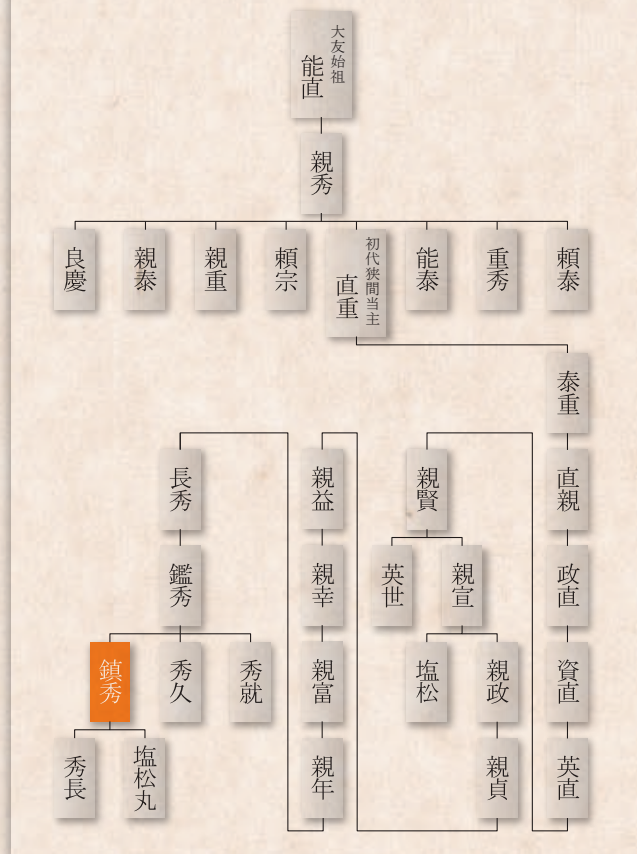 大友始祖
能直
親秀
頼泰
重秀
能泰
初代狭間当主
直重
頼宗
親重
親泰
良慶
泰重
直親
政直
資直
英直
親賢
親宣
英世
親政
塩松
親貞
親益
親幸
親富
親年
長秀
鑑秀
秀就
秀久
鎮秀
塩松丸
秀長